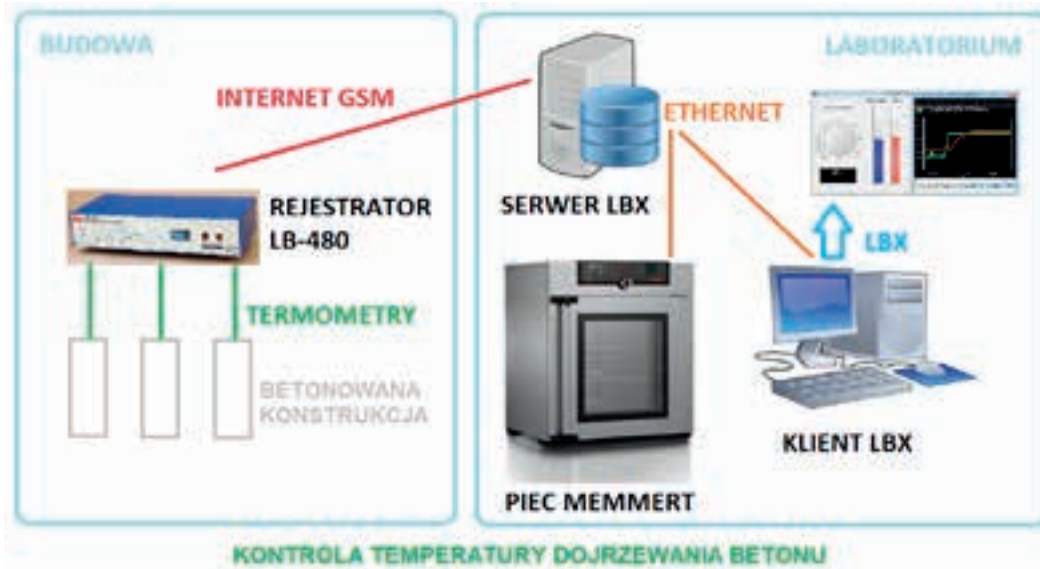 BUDOWA
INTERNET GSM
REJESTRATOR
LB-480
TERMOMETRY
BETONOWANA
KONSTRUKCJA
LABORATORIUM
ETHERNET
SERWER LBX
LBX
PIEC MEMMERT
KLIENT LBX
KONTROLA TEMPERATURY DOJRZEWANIA BETONU